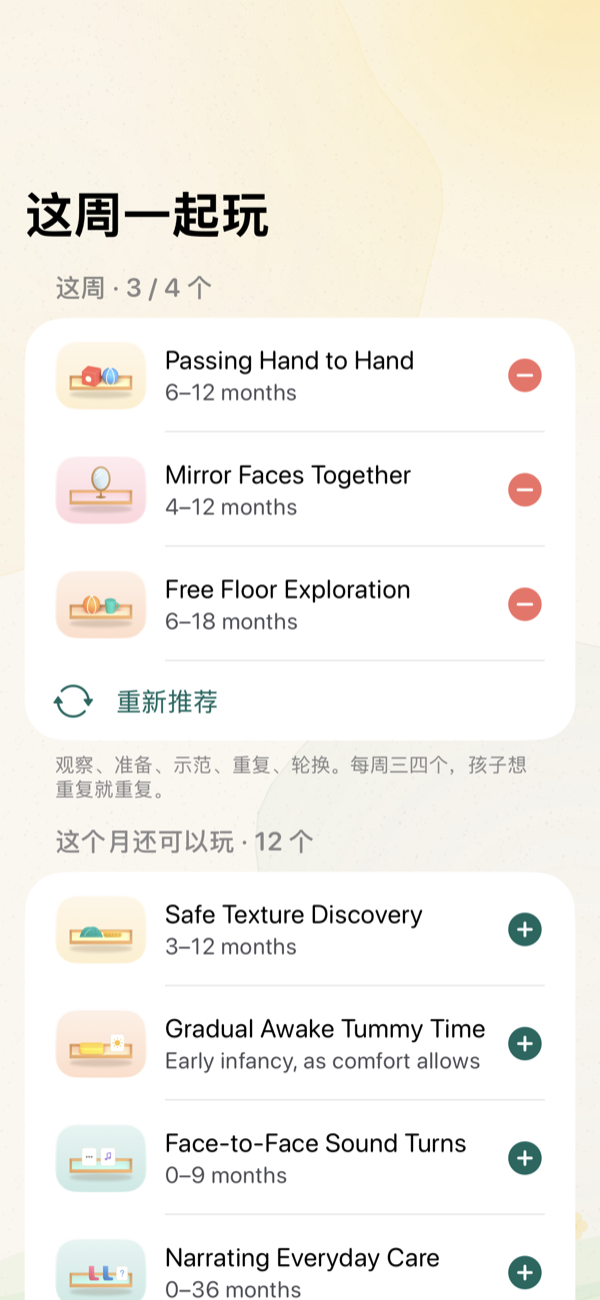 这周一起玩
这周 · 3 / 4 个
Passing Hand to Hand
6–12 months
Mirror Faces Together
4–12 months
Free Floor Exploration
6–18 months
重新推荐
观察、准备、示范、重复、轮换。每周三四个，孩子想
重复就重复。
这个月还可以玩 · 12 个
Safe Texture Discovery
3–12 months
Gradual Awake Tummy Time
Early infancy, as comfort allows
Face-to-Face Sound Turns
0–9 months
Narrating Everyday Care
0–36 months